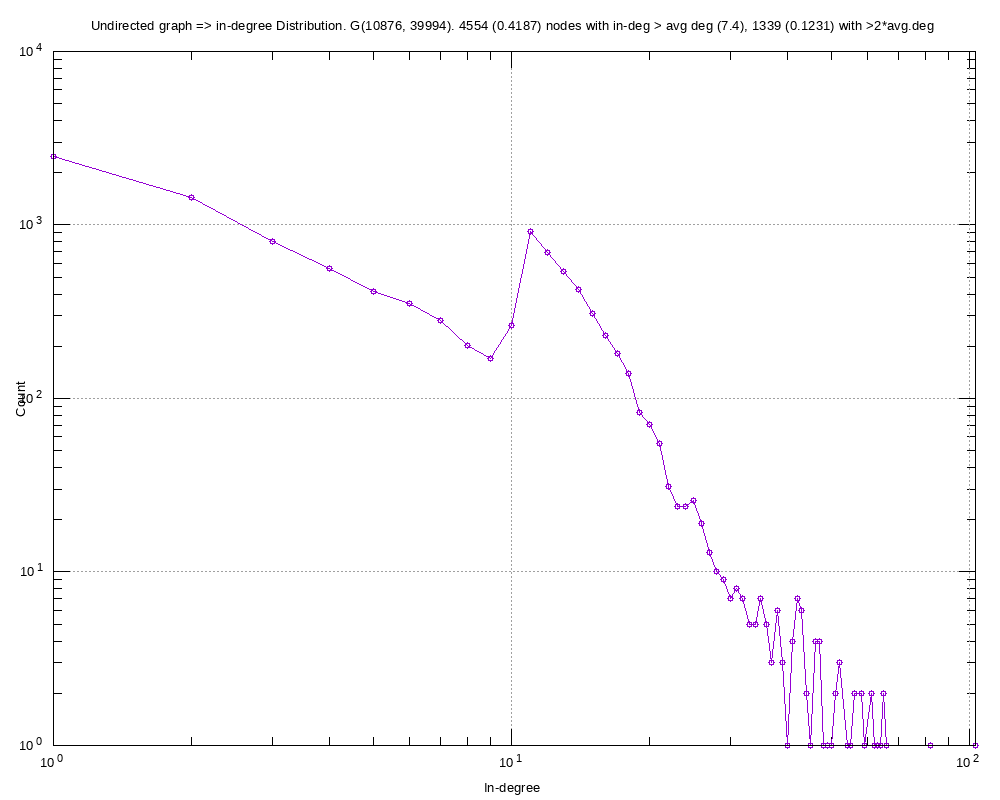 Undirected graph => in-degree Distribution. G(10876, 39994). 4554 (0.4187) nodes with in-deg > avg deg (7.4), 1339 (0.1231) with >2*avg.deg
10^4
10^3
10^2
10^1
10^0
Count
10^0 10^1 10^2
In-degree